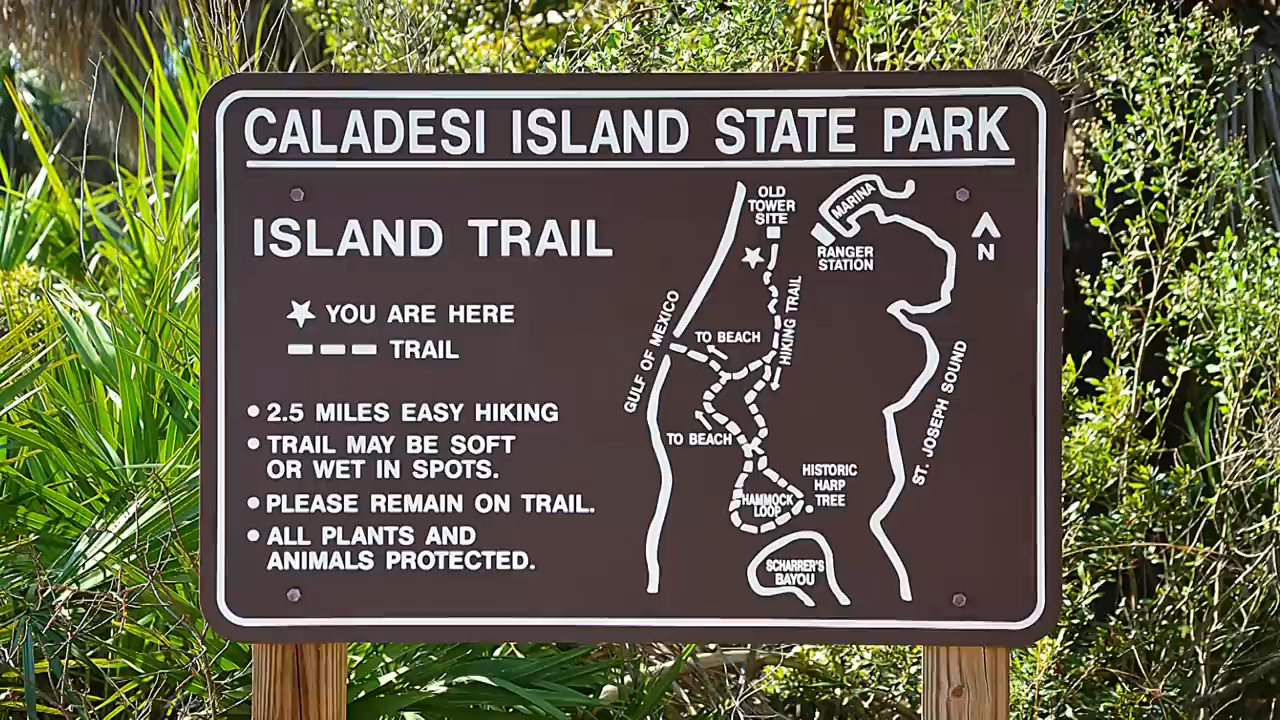 CALADESI ISLAND STATE PARK
ISLAND TRAIL
YOU ARE HERE
TRAIL
• 2.5 MILES EASY HIKING
• TRAIL MAY BE SOFT
OR WET IN SPOTS.
• PLEASE REMAIN ON TRAIL.
• ALL PLANTS AND
ANIMALS PROTECTED.
OLD
TOWER
SITE
MARINA
RANGER
STATION
N
HIKING TRAIL
GULF OF MEXICO
TO BEACH
TO BEACH
ST. JOSEPH SOUND
HISTORIC
HARP
TREE
HAMMOCK
LOOP
SCHARRER'S
BAYOU